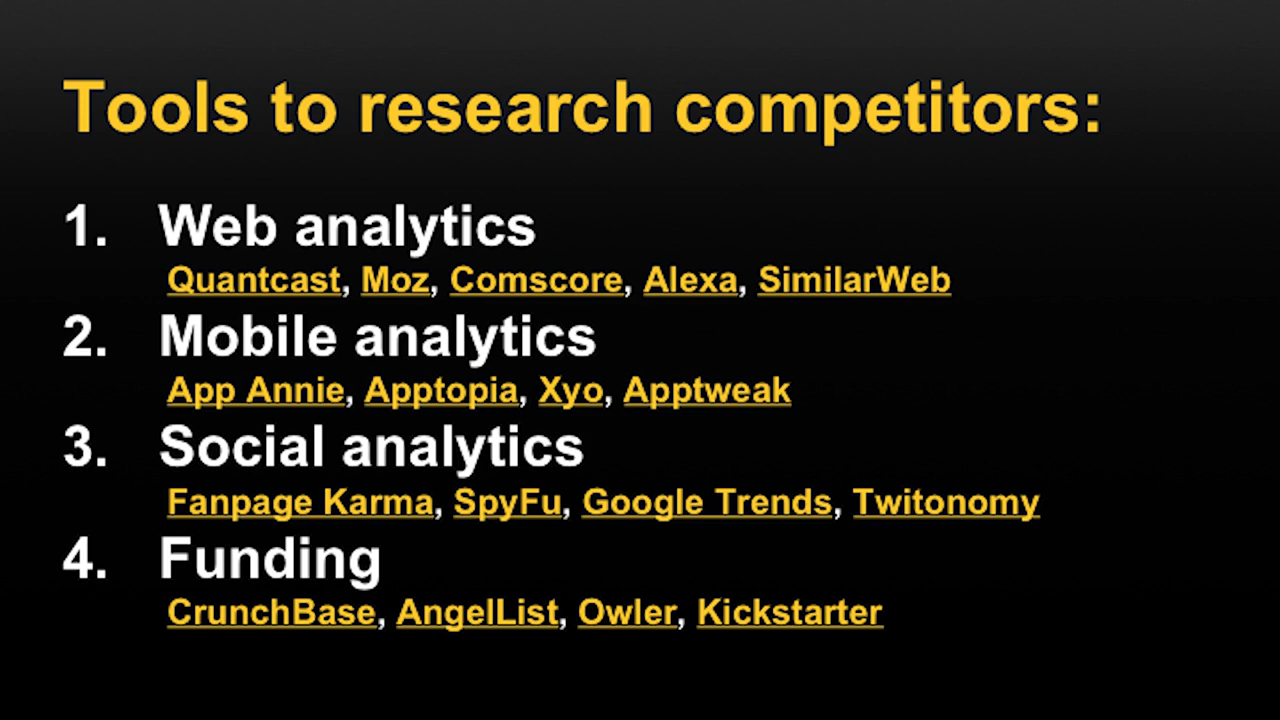 Tools to research competitors:
1. Web analytics
Quantcast, Moz, Comscore, Alexa, SimilarWeb
2. Mobile analytics
App Annie, Apptopia, Xyo, Apptweak
3. Social analytics
Fanpage Karma, SpyFu, Google Trends, Twitonomy
4. Funding
CrunchBase, AngelList, Owler, Kickstarter